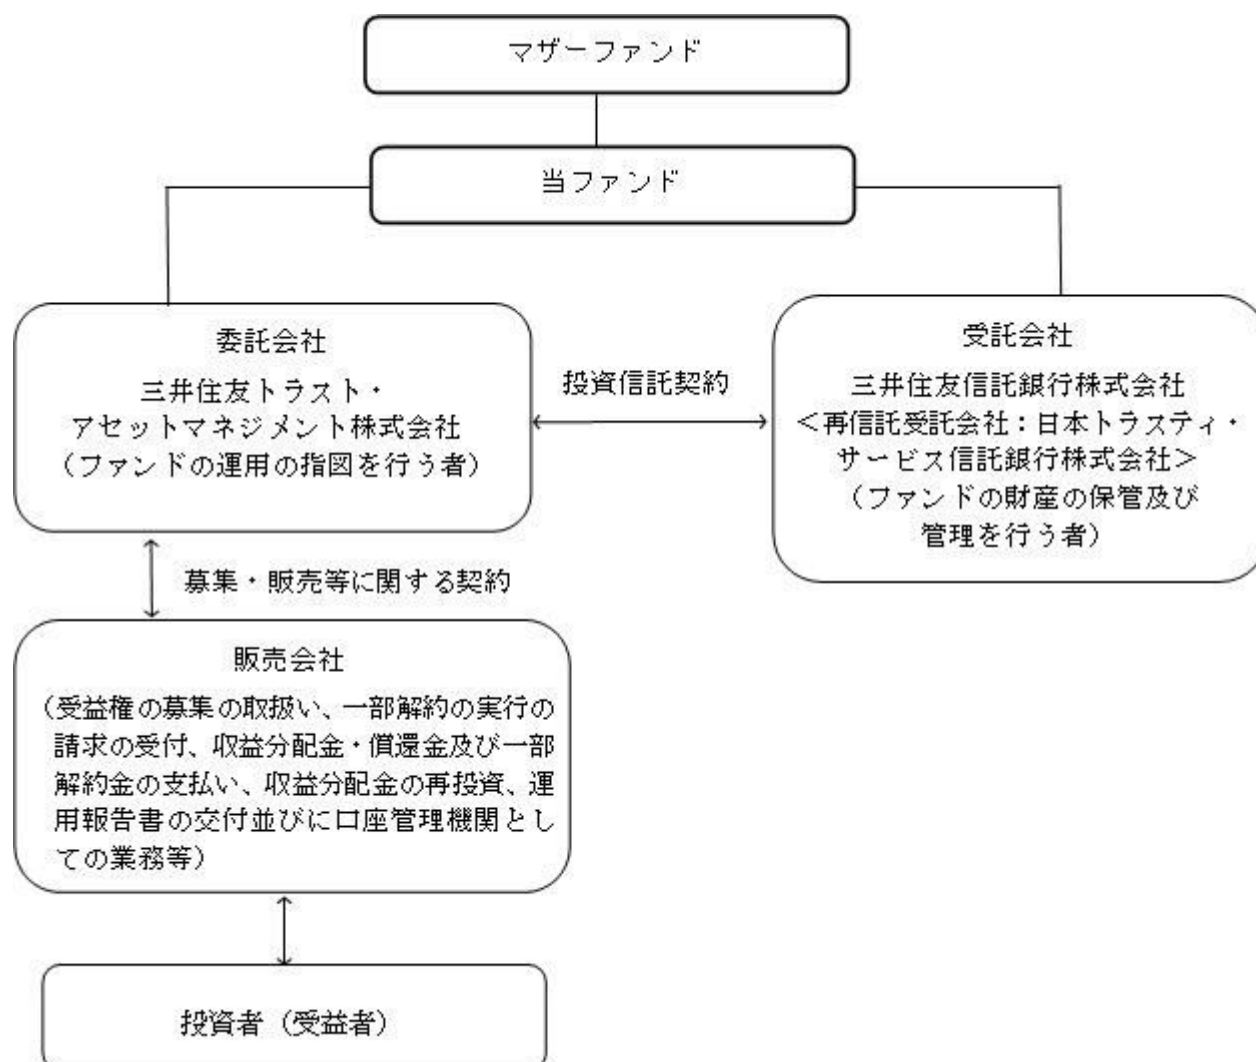 マザーファンド
当ファンド
委託会社
三井住友トラスト・
アセットマネジメント株式会社
（ファンドの運用の指図を行う者）
投資信託契約
受託会社
三井住友信託銀行株式会社
＜再信託受託会社：日本トラスティ・
サービス信託銀行株式会社＞
（ファンドの財産の保管及び
管理を行う者）
募集・販売等に関する契約
販売会社
（受益権の募集の取扱い、一部解約の実行の
請求の受付、収益分配金・償還金及び一部
解約金の支払い、収益分配金の再投資、運
用報告書の交付並びに口座管理機関とし
ての業務等）
投資者（受益者）